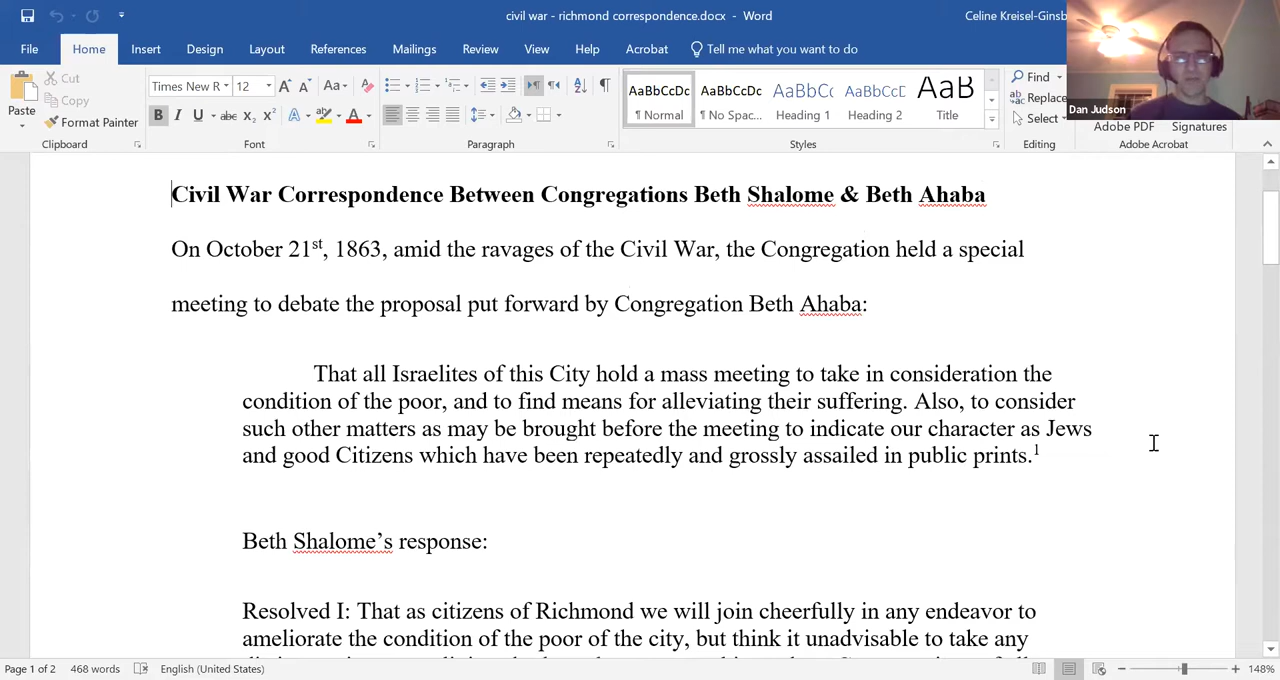 civil war - richmond correspondence.docx - Word
Celine Kreisel-Ginsb
File Home Insert Design Layout References Mailings Review View Help Acrobat Tell me what you want to do
Dan Judson
Paste
Cut
Copy
Format Painter
Clipboard
Times New R 12
Font
Paragraph
AaBbCcDc AaBbCcDc AaBbCc AaBbCcD AaB
¶ Normal ¶ No Spac... Heading 1 Heading 2 Title
Styles
Find
Replace
Select
Editing
Adobe PDF Signatures
Adobe Acrobat
Civil War Correspondence Between Congregations Beth Shalome & Beth Ahaba
On October 21st, 1863, amid the ravages of the Civil War, the Congregation held a special
meeting to debate the proposal put forward by Congregation Beth Ahaba:
That all Israelites of this City hold a mass meeting to take in consideration the
condition of the poor, and to find means for alleviating their suffering. Also, to consider
such other matters as may be brought before the meeting to indicate our character as Jews
and good Citizens which have been repeatedly and grossly assailed in public prints.1
Beth Shalome's response:
Resolved I: That as citizens of Richmond we will join cheerfully in any endeavor to
ameliorate the condition of the poor of the city, but think it unadvisable to take any
Page 1 of 2 468 words English (United States) 148%